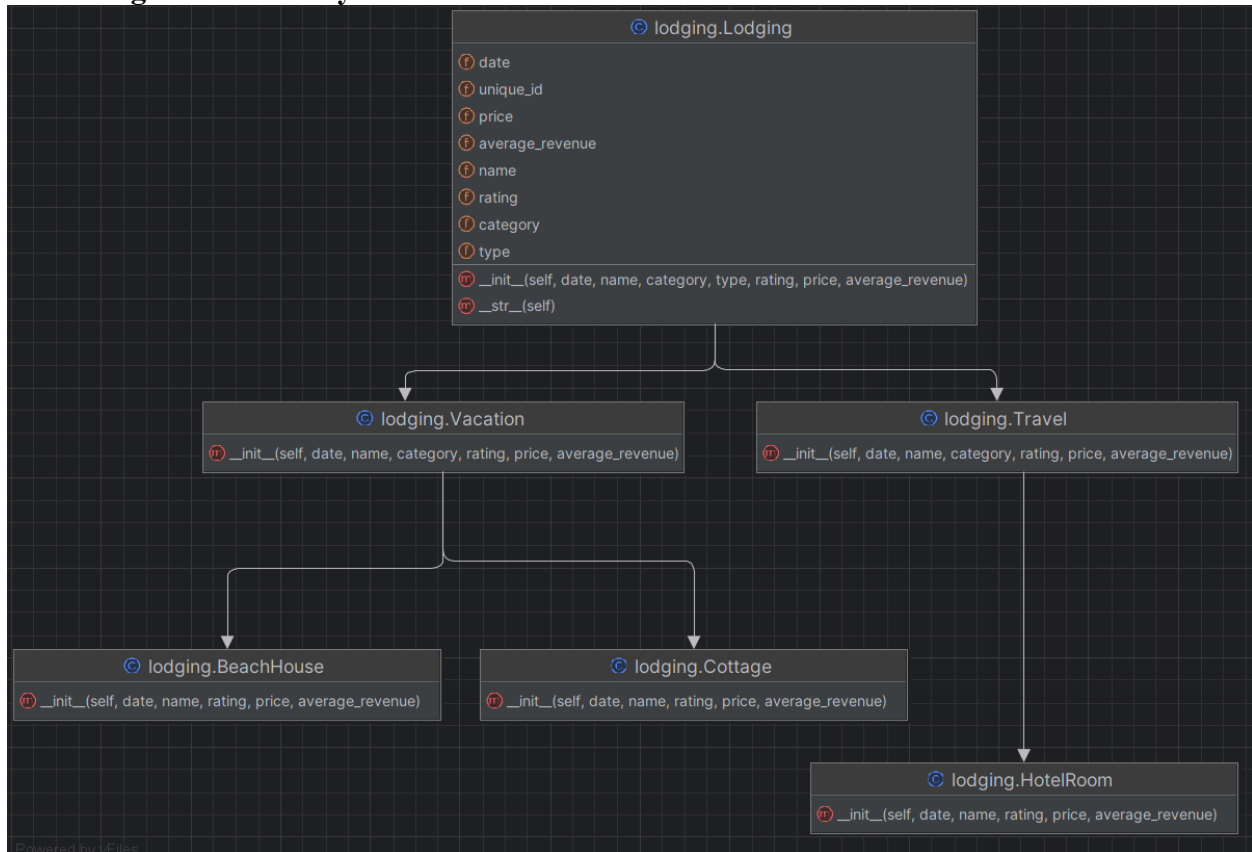 lodging.Lodging
date
unique_id
price
average_revenue
name
rating
category
type
__init__(self, date, name, category, type, rating, price, average_revenue)
__str__(self)
lodging.Vacation
__init__(self, date, name, category, rating, price, average_revenue)
lodging.Travel
__init__(self, date, name, category, rating, price, average_revenue)
lodging.BeachHouse
__init__(self, date, name, rating, price, average_revenue)
lodging.Cottage
__init__(self, date, name, rating, price, average_revenue)
lodging.HotelRoom
__init__(self, date, name, rating, price, average_revenue)
Powered by yFiles